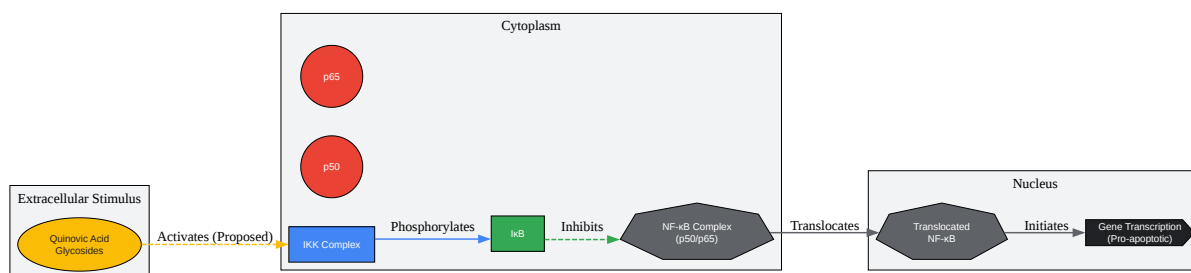 Cytoplasm
p65
p50
Extracellular Stimulus
Quinovic Acid
Glycosides
Activates (Proposed)
IKK Complex
Phosphorylates
IκB
Inhibits
NF-κB Complex
(p50/p65)
Translocates
Nucleus
Translocated
NF-κB
Initiates
Gene Transcription
(Pro-apoptotic)